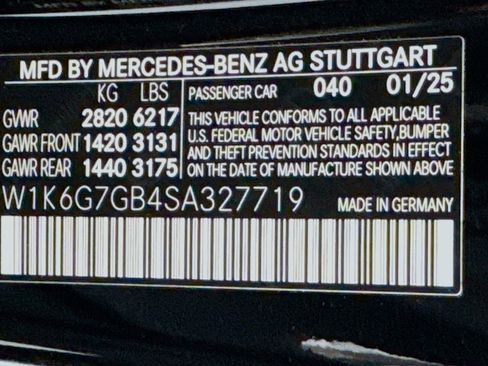 MFD BY MERCEDES-BENZ AG STUTTGART
KG LBS PASSENGER CAR 040 01/25
GVWR 2820 6217 THIS VEHICLE CONFORMS TO ALL APPLICABLE
U.S. FEDERAL MOTOR VEHICLE SAFETY,BUMPER
GAWR FRONT 1420 3131 AND THEFT PREVENTION STANDARDS IN EFFECT
GAWR REAR 1440 3175 ON THE DATE OF MANUFACTURE SHOWN ABOVE
W1K6G7GB4SA327719 MADE IN GERMANY